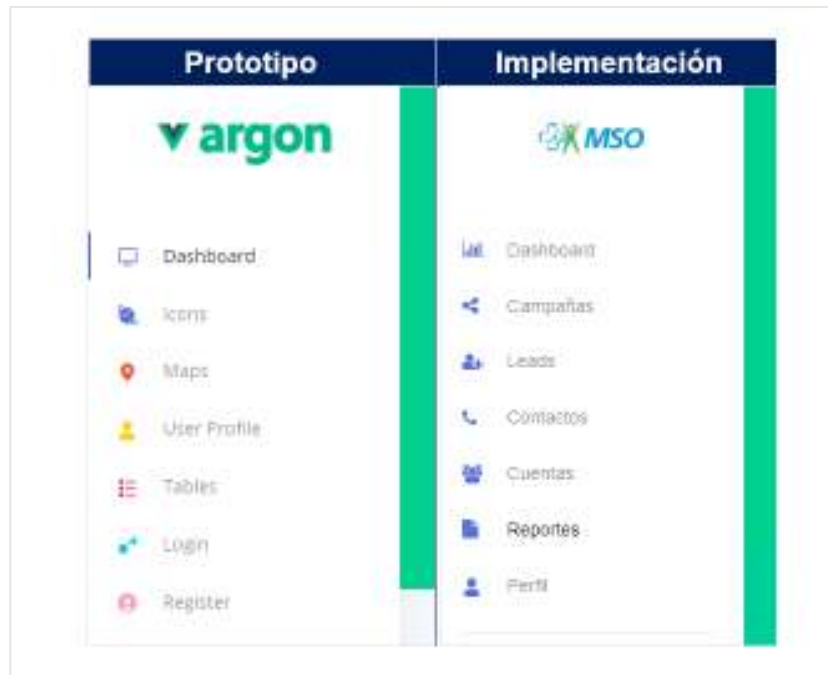 Prototipo
Implementación
argon
MSO
Dashboard
Icons
Maps
User Profile
Tables
Login
Register
Dashboard
Campañas
Leads
Contactos
Cuentas
Reportes
Perfil